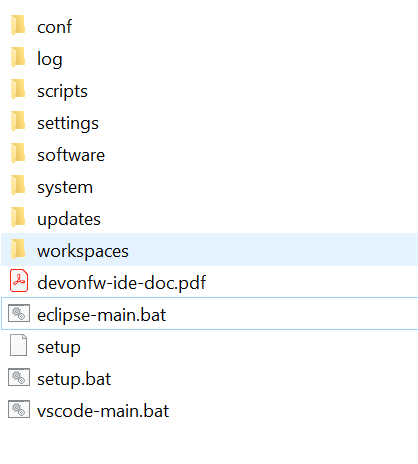 conf
log
scripts
settings
software
system
updates
workspaces
devonfw-ide-doc.pdf
eclipse-main.bat
setup
setup.bat
vscode-main.bat